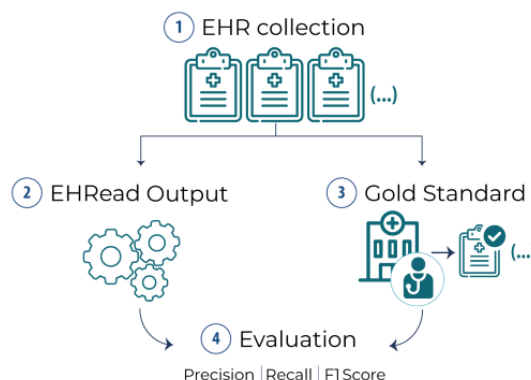 1 EHR collection
(...)
2 EHRead Output
3 Gold Standard
(...
4 Evaluation
Precision | Recall | F1 Score